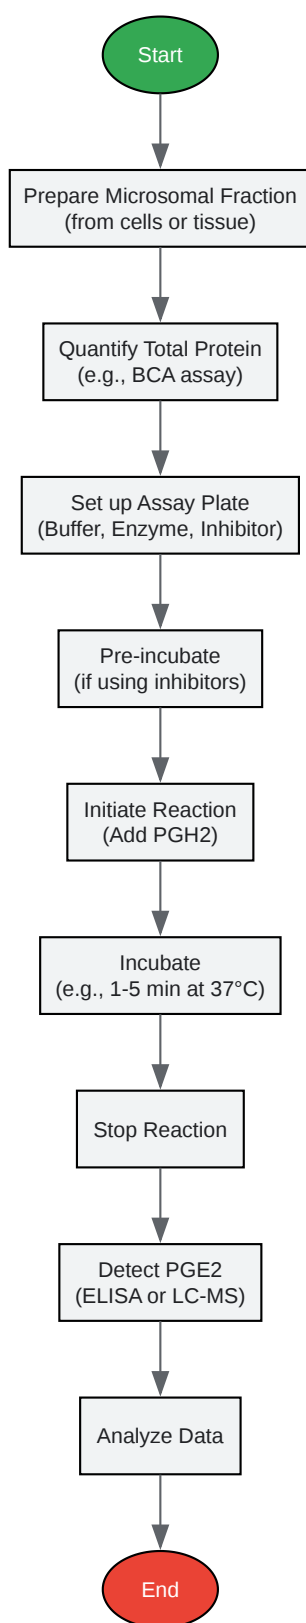 Start
Prepare Microsomal Fraction
(from cells or tissue)
Quantify Total Protein
(e.g., BCA assay)
Set up Assay Plate
(Buffer, Enzyme, Inhibitor)
Pre-incubate
(if using inhibitors)
Initiate Reaction
(Add PGH2)
Incubate
(e.g., 1-5 min at 37°C)
Stop Reaction
Detect PGE2
(ELISA or LC-MS)
Analyze Data
End